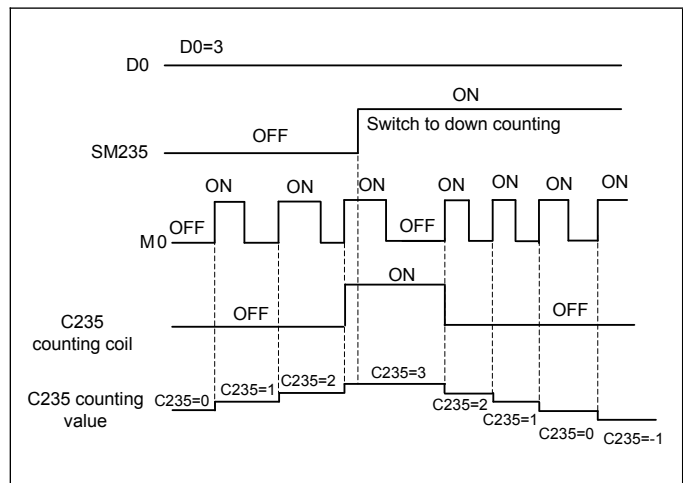 D0=3
D0
ON
OFF
Switch to down counting
SM235
ON ON ON ON ON ON ON
OFF OFF
M0
ON
C235
counting coil
OFF OFF
C235 counting
value
C235=0
C235=1
C235=2
C235=3
C235=2
C235=1
C235=0
C235=-1